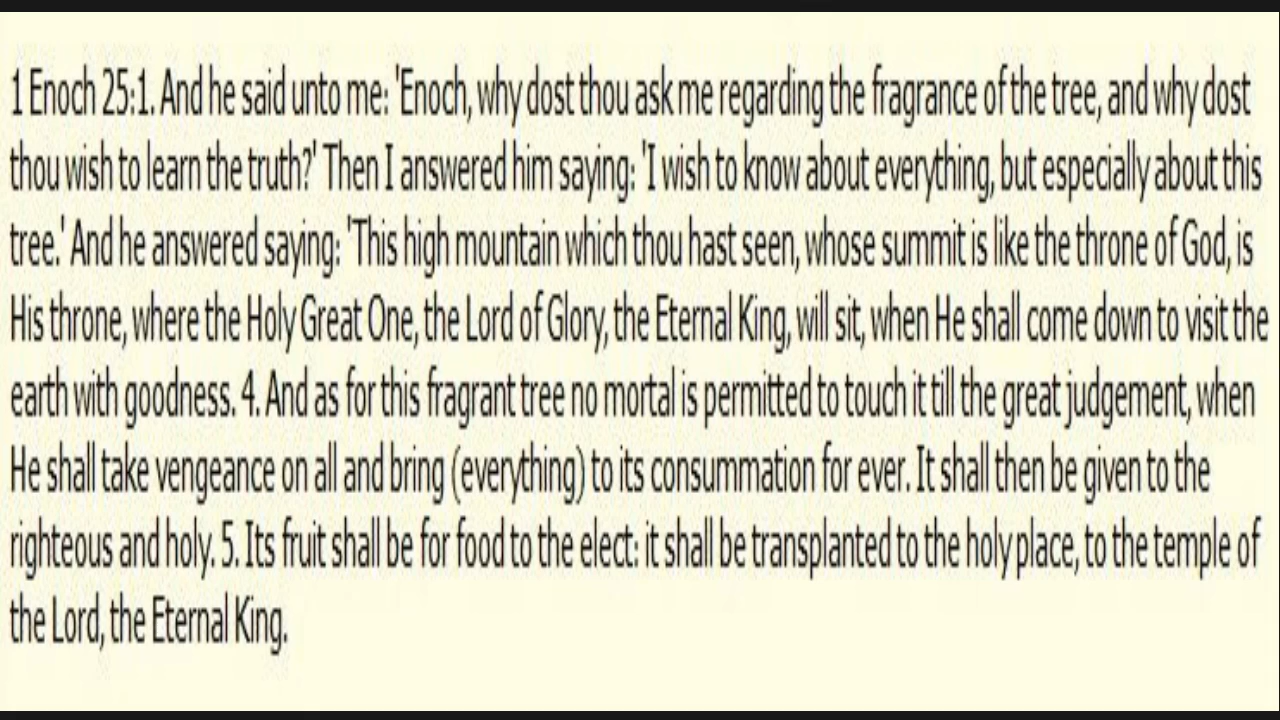 1 Enoch 25:1. And he said unto me: 'Enoch, why dost thou ask me regarding the fragrance of the tree, and why dost
thou wish to learn the truth?' Then I answered him saying: 'I wish to know about everything, but especially about this
tree.' And he answered saying: 'This high mountain which thou hast seen, whose summit is like the throne of God, is
His throne, where the Holy Great One, the Lord of Glory, the Eternal King, will sit, when He shall come down to visit the
earth with goodness. 4. And as for this fragrant tree no mortal is permitted to touch it till the great judgement, when
He shall take vengeance on all and bring (everything) to its consummation for ever. It shall then be given to the
righteous and holy. 5. Its fruit shall be for food to the elect: it shall be transplanted to the holy place, to the temple of
the Lord, the Eternal King.